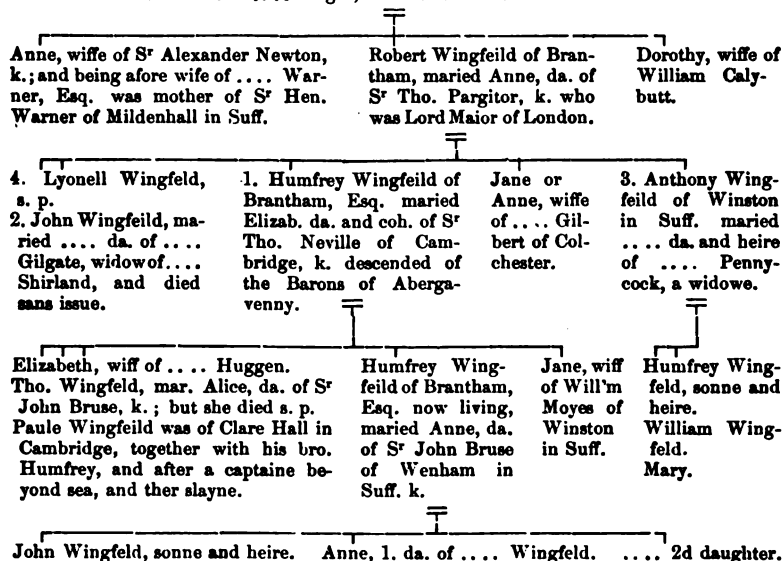 Anne, wiffe of Sr Alexander Newton,
k.; and being afore wife of .... War-
ner, Esq. was mother of Sr Hen.
Warner of Mildenhall in Suff.
Robert Wingfeild of Bran-
tham, maried Anne, da. of
Sr Tho. Pargitor, k. who
was Lord Maior of London.
Dorothy, wiffe of
William Caly-
butt.
4. Lyonell Wingfeld,
s. p.
2. John Wingfeild, ma-
ried .... da. of ....
Gilgate, widow of ....
Shirland, and died
sans issue.
1. Humfrey Wingfeild of
Brantham, Esq. maried
Elizab. da. and coh. of Sr
Tho. Neville of Cam-
bridge, k. descended of
the Barons of Aberga-
venny.
Jane or
Anne, wiffe
of .... Gil-
bert of Col-
chester.
3. Anthony Wing-
feild of Winston
in Suff. maried
.... da. and heire
of .... Penny-
cock, a widowe.
Elizabeth, wiff of .... Huggen.
Tho. Wingfeld, mar. Alice, da. of Sr
John Bruse, k.; but she died s. p.
Paule Wingfeild was of Clare Hall in
Cambridge, together with his bro.
Humfrey, and after a captaine be-
yond sea, and ther slayne.
Humfrey Wing-
feild of Brantham,
Esq. now living,
maried Anne, da.
of Sr John Bruse
of Wenham in
Suff. k.
Jane, wiff
of Will'm
Moyes of
Winston
in Suff.
Humfrey Wing-
feld, sonne and
heire.
William Wing-
feld.
Mary.
John Wingfeld, sonne and heire.
Anne, 1. da. of .... Wingfeld.
.... 2d daughter.